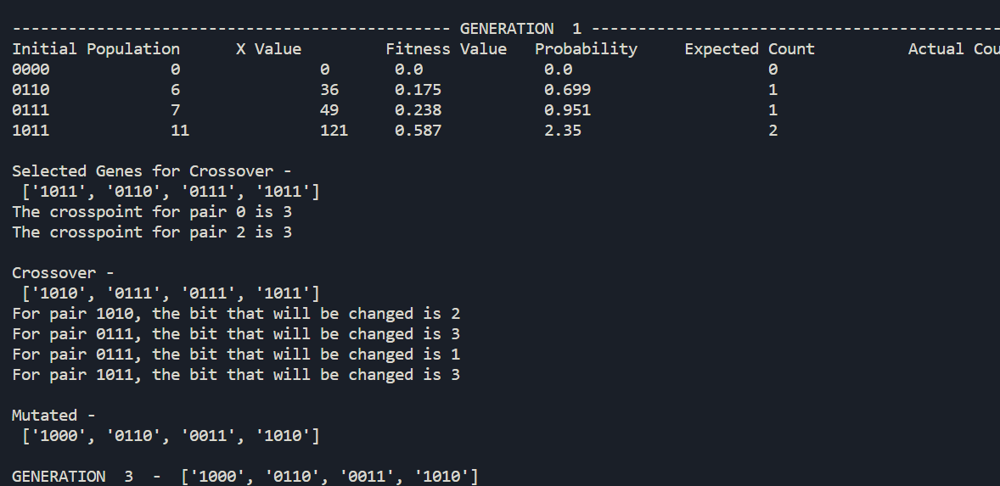 ----------------------------------------------- GENERATION  1 --------------------------------------------
Initial Population      X Value         Fitness Value   Probability     Expected Count          Actual Cou
0000             0               0       0.0             0.0                     0
0110             6               36      0.175           0.699                   1
0111             7               49      0.238           0.951                   1
1011             11              121     0.587           2.35                    2
Selected Genes for Crossover -
 ['1011', '0110', '0111', '1011']
The crosspoint for pair 0 is 3
The crosspoint for pair 2 is 3
Crossover -
 ['1010', '0111', '0111', '1011']
For pair 1010, the bit that will be changed is 2
For pair 0111, the bit that will be changed is 3
For pair 0111, the bit that will be changed is 1
For pair 1011, the bit that will be changed is 3
Mutated -
 ['1000', '0110', '0011', '1010']
GENERATION  3  -  ['1000', '0110', '0011', '1010']